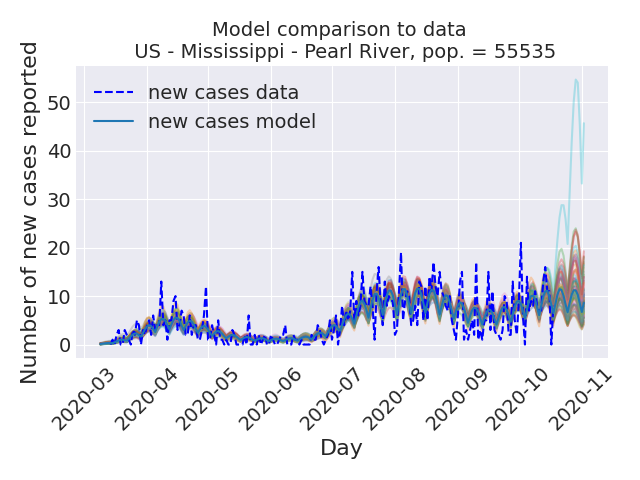 Model comparison to data
US - Mississippi - Pearl River, pop. = 55535
Number of new cases reported
50
40
30
20
10
0
new cases data
new cases model
2020-03
2020-04
2020-05
2020-06
2020-07
2020-08
2020-09
2020-10
2020-11
Day